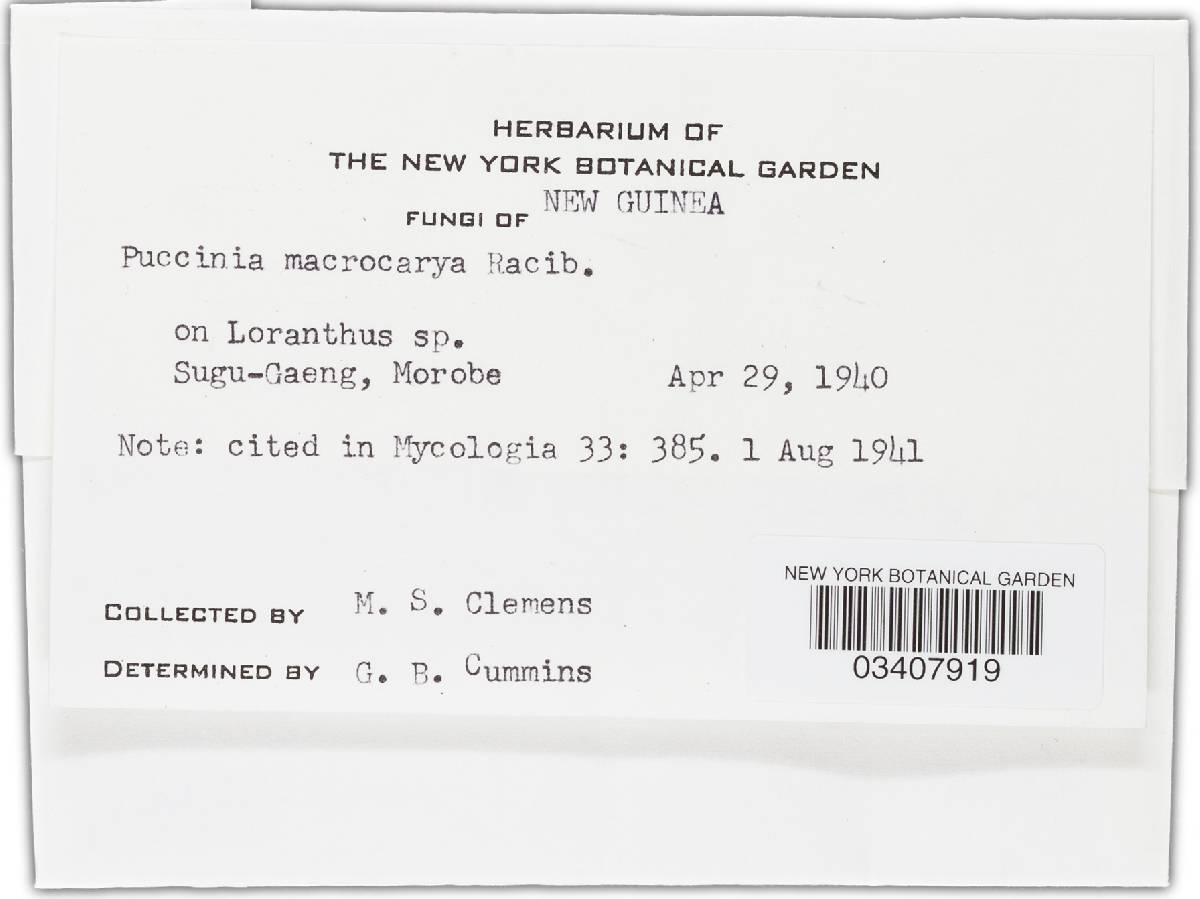 HERBARIUM OF
THE NEW YORK BOTANICAL GARDEN
FUNGI OF NEW GUINEA
Puccinia macrocarya Racib.
on Loranthus sp.
Sugu-Gaeng, Morobe Apr 29, 1940
Note: cited in Mycologia 33: 385. 1 Aug 1941
COLLECTED BY M. S. Clemens
DETERMINED BY G. B. Cummins
NEW YORK BOTANICAL GARDEN
03407919